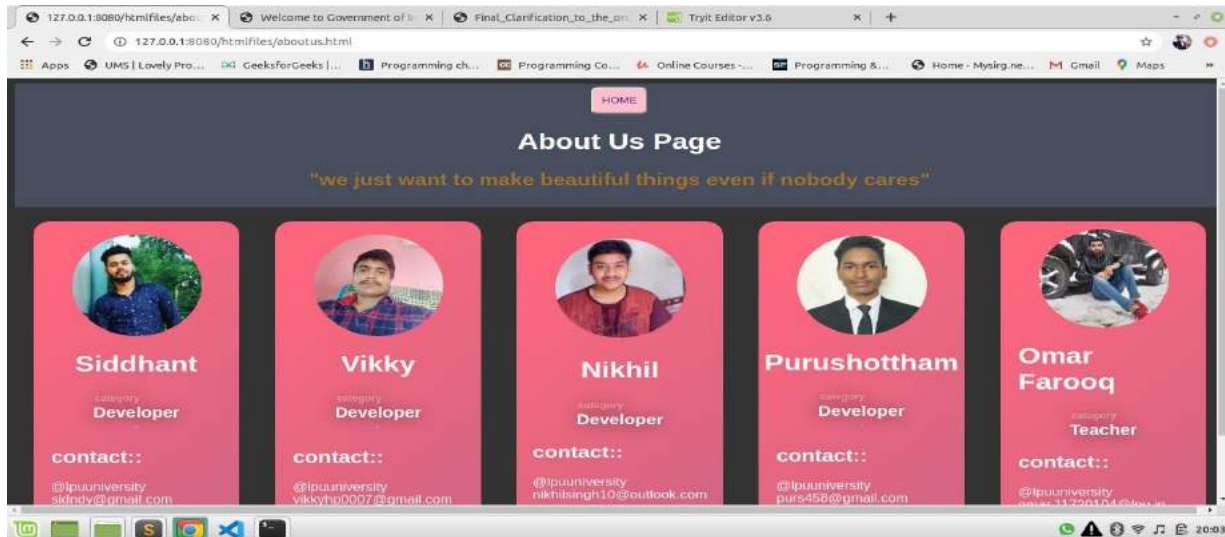 127.0.0.1:8080/htmlfiles/abou
Welcome to Government of I
Final_Clarification_to_the_on
Tryit Editor v3.6
127.0.0.1:8080/htmlfiles/aboutus.html
Apps
UMS | Lovely Pro...
GeeksforGeeks |...
Programming ch...
Programming Co...
Online Courses -...
Programming &...
Home - Mysirg.ne...
Gmail
Maps
HOME
About Us Page
"we just want to make beautiful things even if nobody cares"
Siddhant
category
Developer
contact::
@lpuuniversity
sidndy@gmail.com
Vikky
category
Developer
contact::
@lpuuniversity
vikkyhp0007@gmail.com
Nikhil
category
Developer
contact::
@lpuuniversity
nikhilsingh10@outlook.com
Purushottham
category
Developer
contact::
@lpuuniversity
purs458@gmail.com
Omar
Farooq
category
Teacher
contact::
@lpuuniversity
omar.11720104@lpu.in
20:03